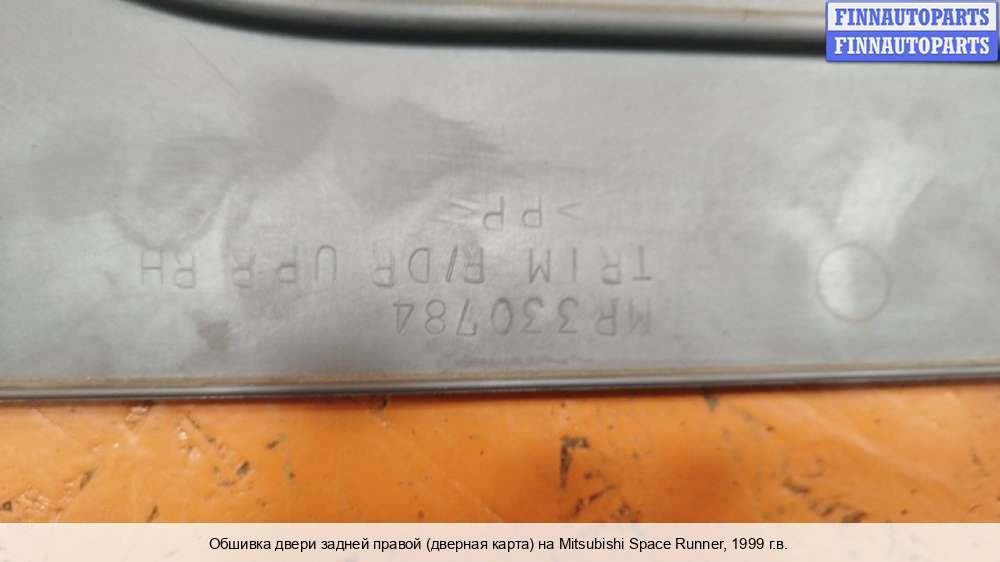 FINNAUTOPARTS
FINNAUTOPARTS
MR330784
TRIM R/DR UPR RH
>PP<
Обшивка двери задней правой (дверная карта) на Mitsubishi Space Runner, 1999 г.в.